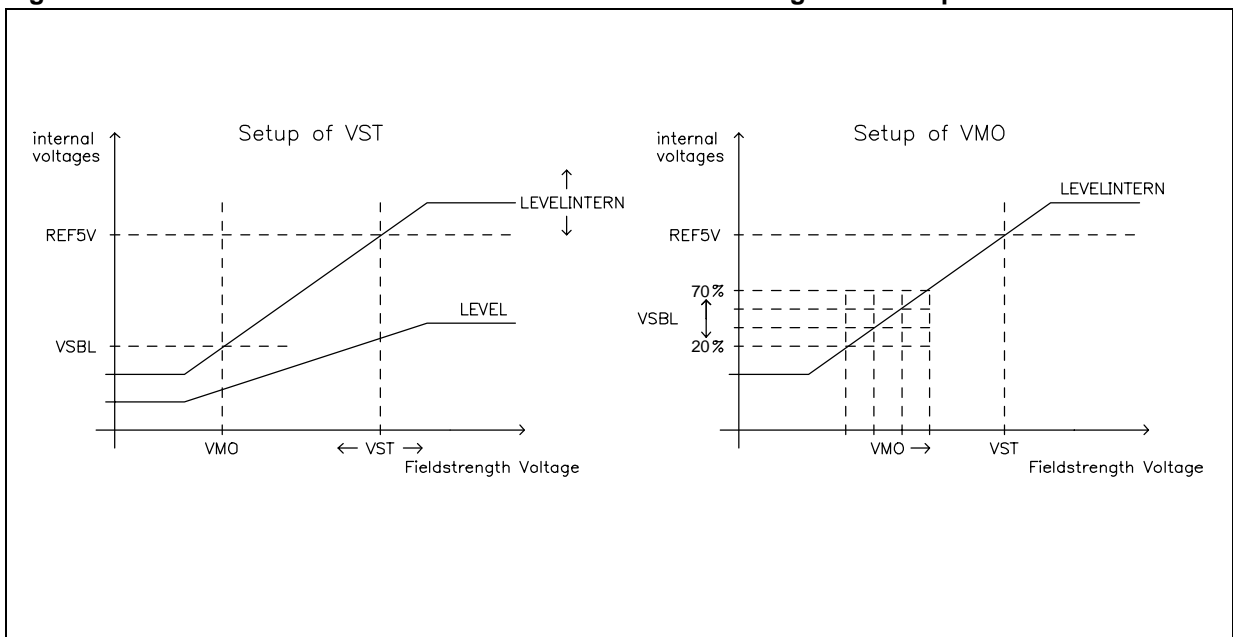 Setup of VST
internal
voltages
LEVELINTERN
REF5V
LEVEL
VSBL
VMO
← VST →
Fieldstrength Voltage
Setup of VMO
internal
voltages
LEVELINTERN
REF5V
70%
VSBL
20%
VMO →
VST
Fieldstrength Voltage